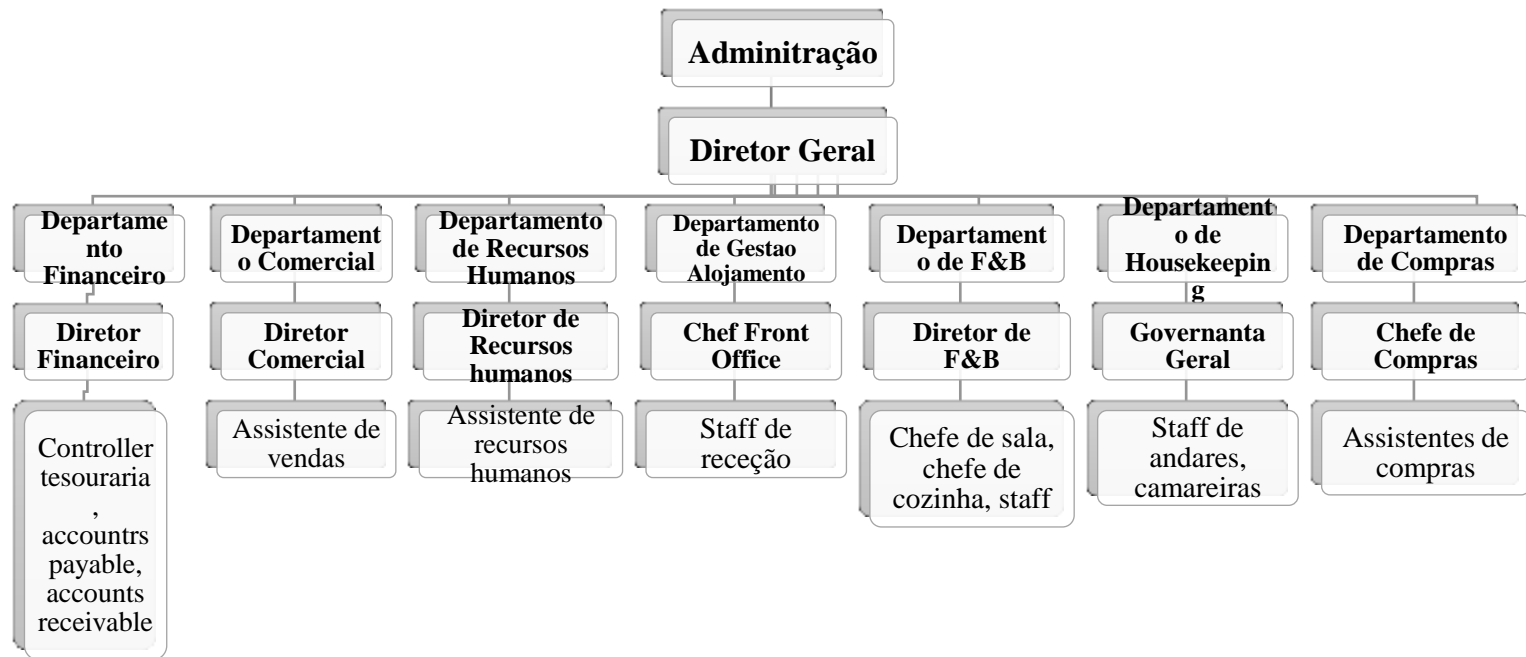 Adminitração
Diretor Geral
Departame
nto
Financeiro
Departament
o Comercial
Departamento
de Recursos
Humanos
Departamento
de Gestao
Alojamento
Departament
o de F&B
Departament
o de
Housekeepin
g
Departamento
de Compras
Diretor
Financeiro
Diretor
Comercial
Diretor de
Recursos
humanos
Chef Front
Office
Diretor de
F&B
Governanta
Geral
Chefe de
Compras
Controller
tesouraria
,
accountrs
payable,
accounts
receivable
Assistente de
vendas
Assistente de
recursos
humanos
Staff de
receção
Chefe de sala,
chefe de
cozinha, staff
Staff de
andares,
camareiras
Assistentes de
compras